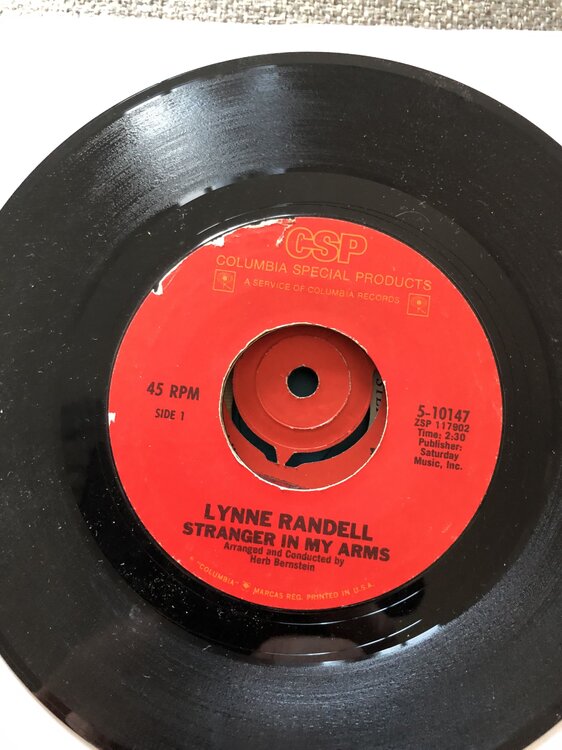 CSP
COLUMBIA SPECIAL PRODUCTS
A SERVICE OF COLUMBIA RECORDS
45 RPM
SIDE 1
5-10147
ZSP 117902
Time: 2:30
Publisher:
Saturday
Music, Inc.
LYNNE RANDELL
STRANGER IN MY ARMS
Arranged and Conducted by
Herb Bernstein
"COLUMBIA" MARCAS REG. PRINTED IN U.S.A.